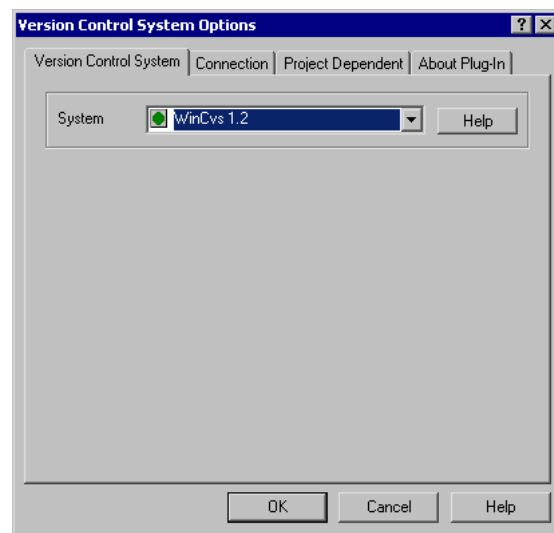 Version Control System Options
Version Control System Connection Project Dependent About Plug-In
System WinCvs 1.2 Help
OK Cancel Help